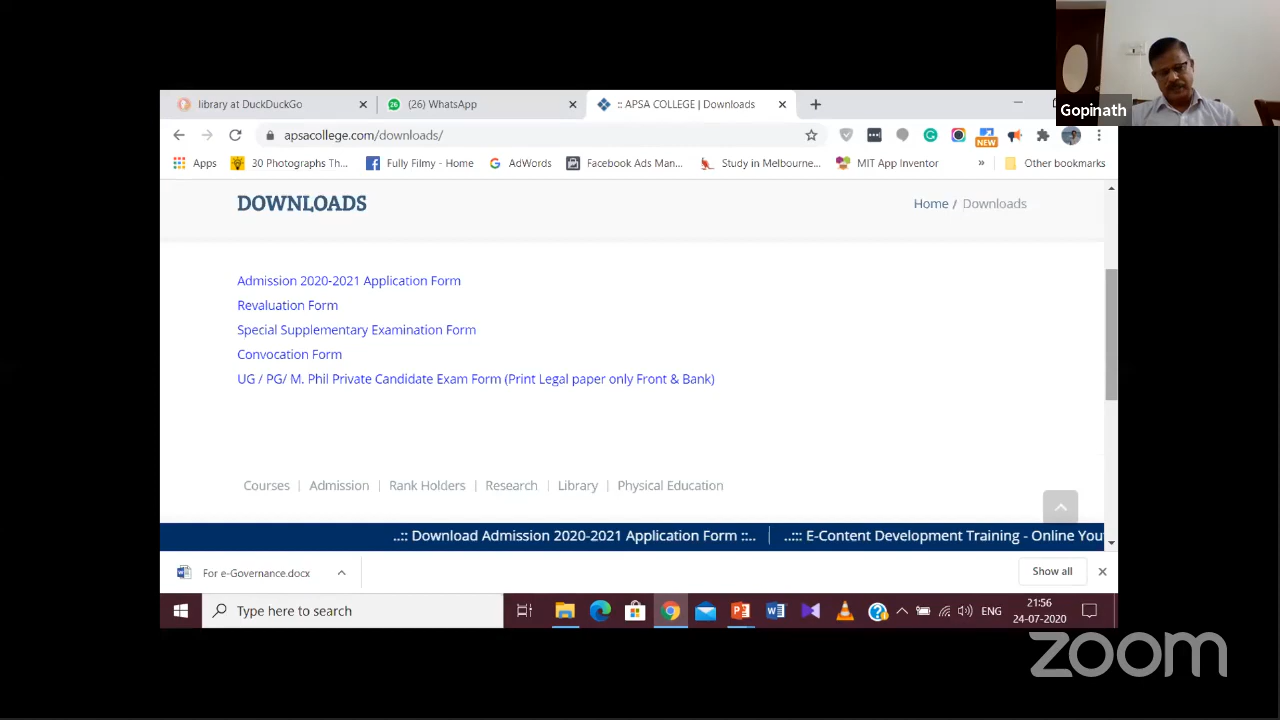 library at DuckDuckGo
(26) WhatsApp
:: APSA COLLEGE | Downloads
Gopinath
apsacollege.com/downloads/
NEW
Apps
30 Photographs Th...
Fully Filmy - Home
AdWords
Facebook Ads Man...
Study in Melbourne...
MIT App Inventor
»
Other bookmarks
DOWNLOADS
Home / Downloads
Admission 2020-2021 Application Form
Revaluation Form
Special Supplementary Examination Form
Convocation Form
UG / PG/ M. Phil Private Candidate Exam Form (Print Legal paper only Front & Bank)
Courses | Admission | Rank Holders | Research | Library | Physical Education
..:: Download Admission 2020-2021 Application Form ::.. | ..::: E-Content Development Training - Online You
For e-Governance.docx
Show all
Type here to search
ENG
21:56
24-07-2020
zoom